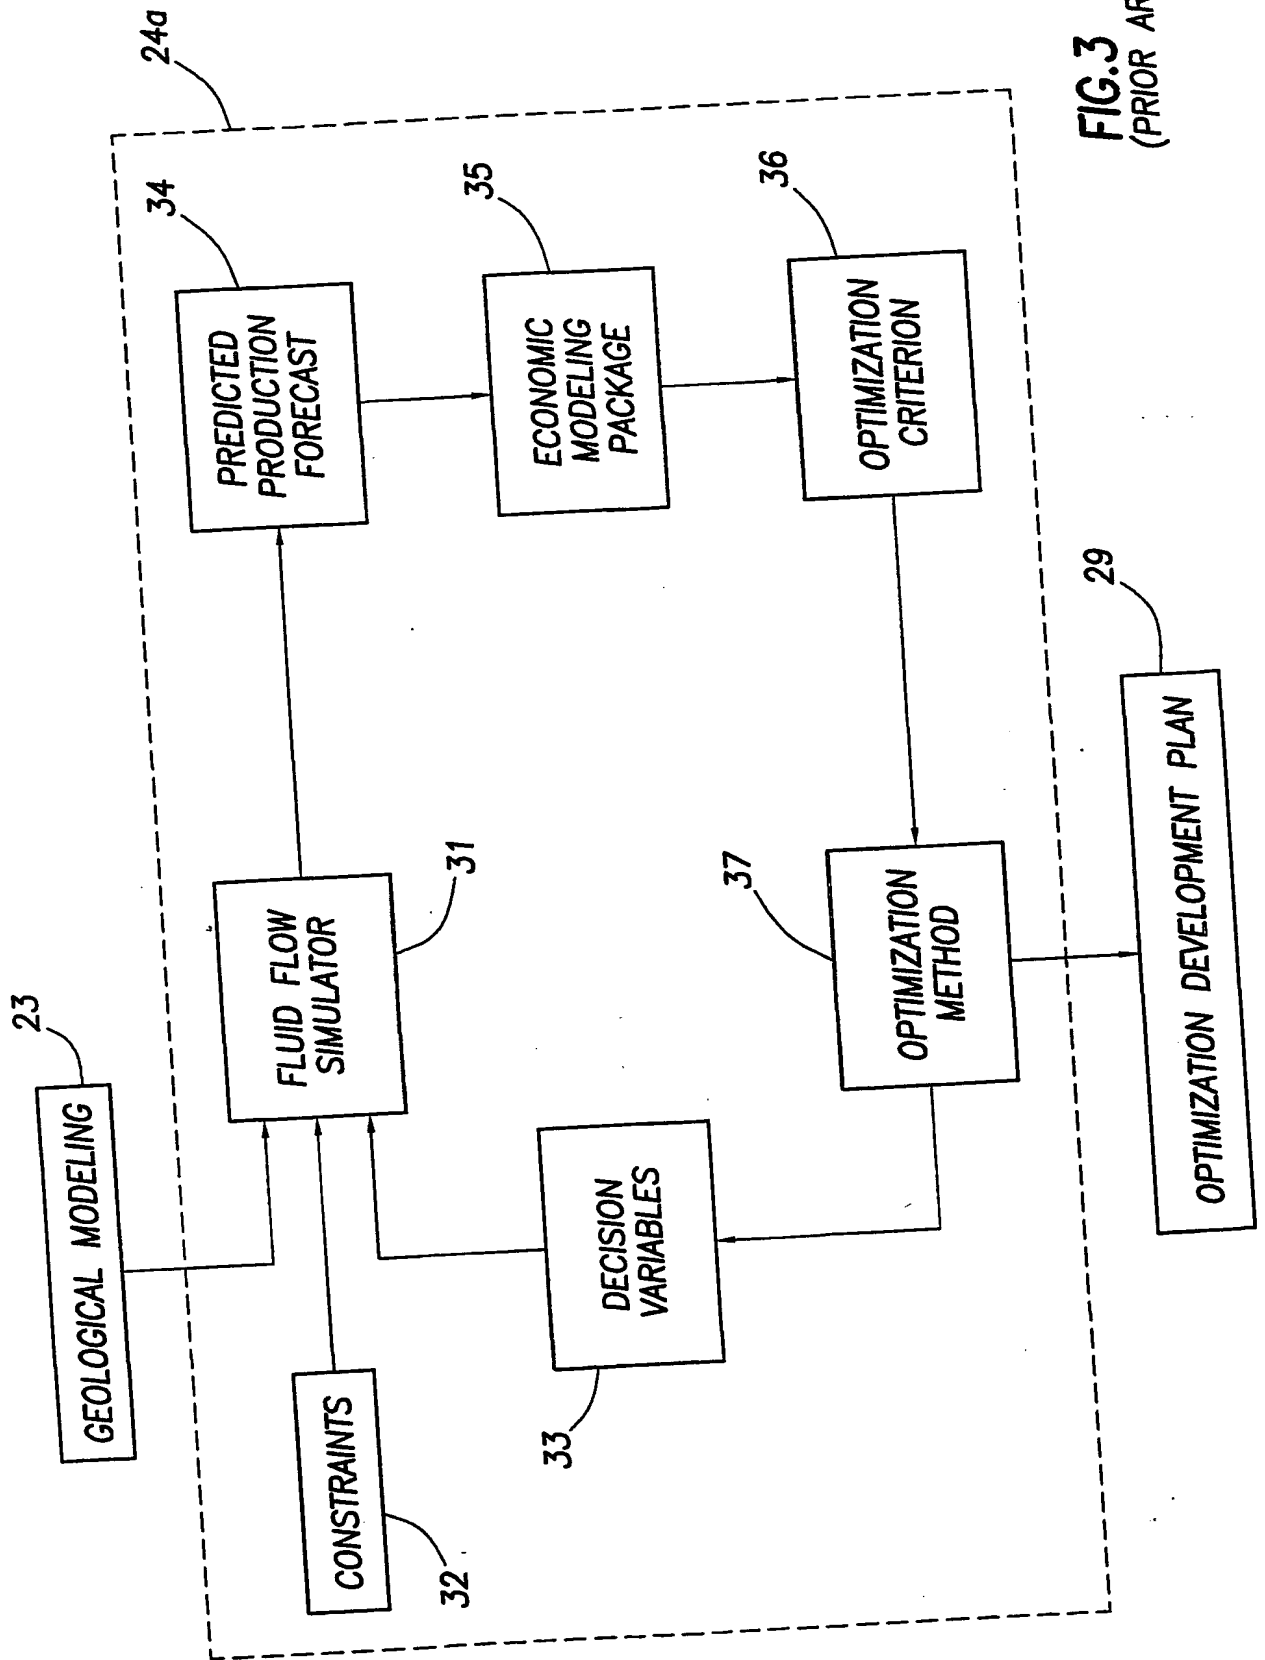 24a
GEOLOGICAL MODELING
23
CONSTRAINTS
32
FLUID FLOW
SIMULATOR
31
PREDICTED
PRODUCTION
FORECAST
34
DECISION
VARIABLES
33
ECONOMIC
MODELING
PACKAGE
35
OPTIMIZATION
METHOD
37
OPTIMIZATION
CRITERION
36
OPTIMIZATION DEVELOPMENT PLAN
29
FIG.3
(PRIOR AR